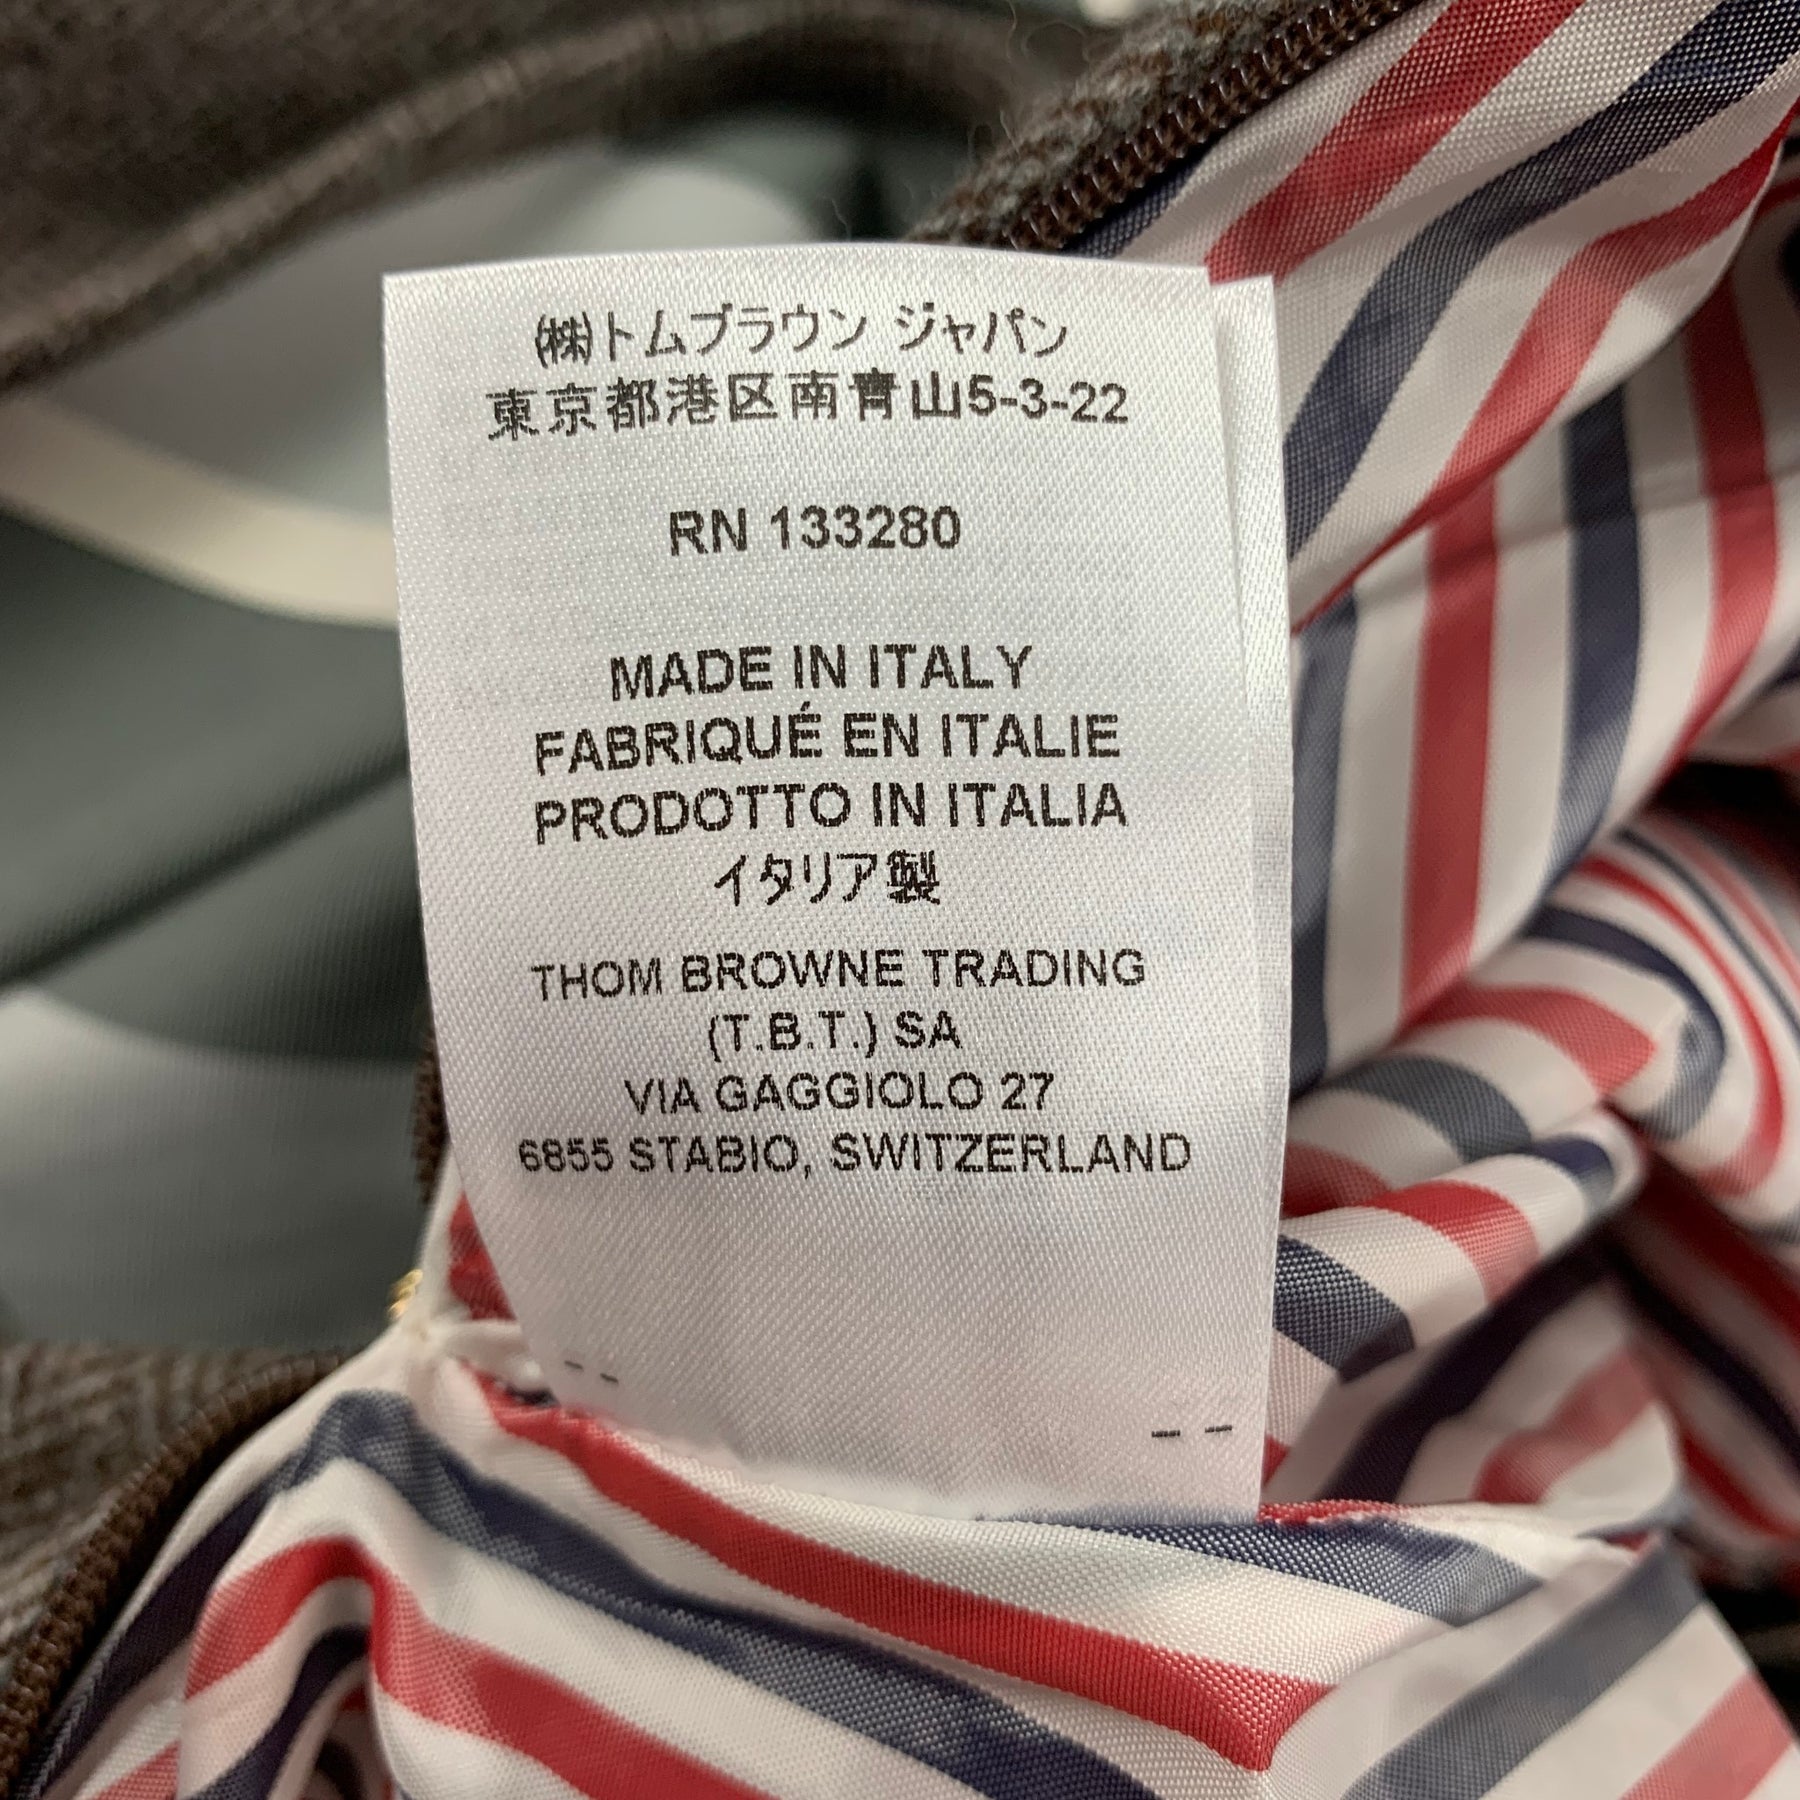 (株)トムブラウン ジャパン
東京都港区南青山5-3-22
RN 133280
MADE IN ITALY
FABRIQUÉ EN ITALIE
PRODOTTO IN ITALIA
イタリア製
THOM BROWNE TRADING
(T.B.T.) SA
VIA GAGGIOLO 27
6855 STABIO, SWITZERLAND